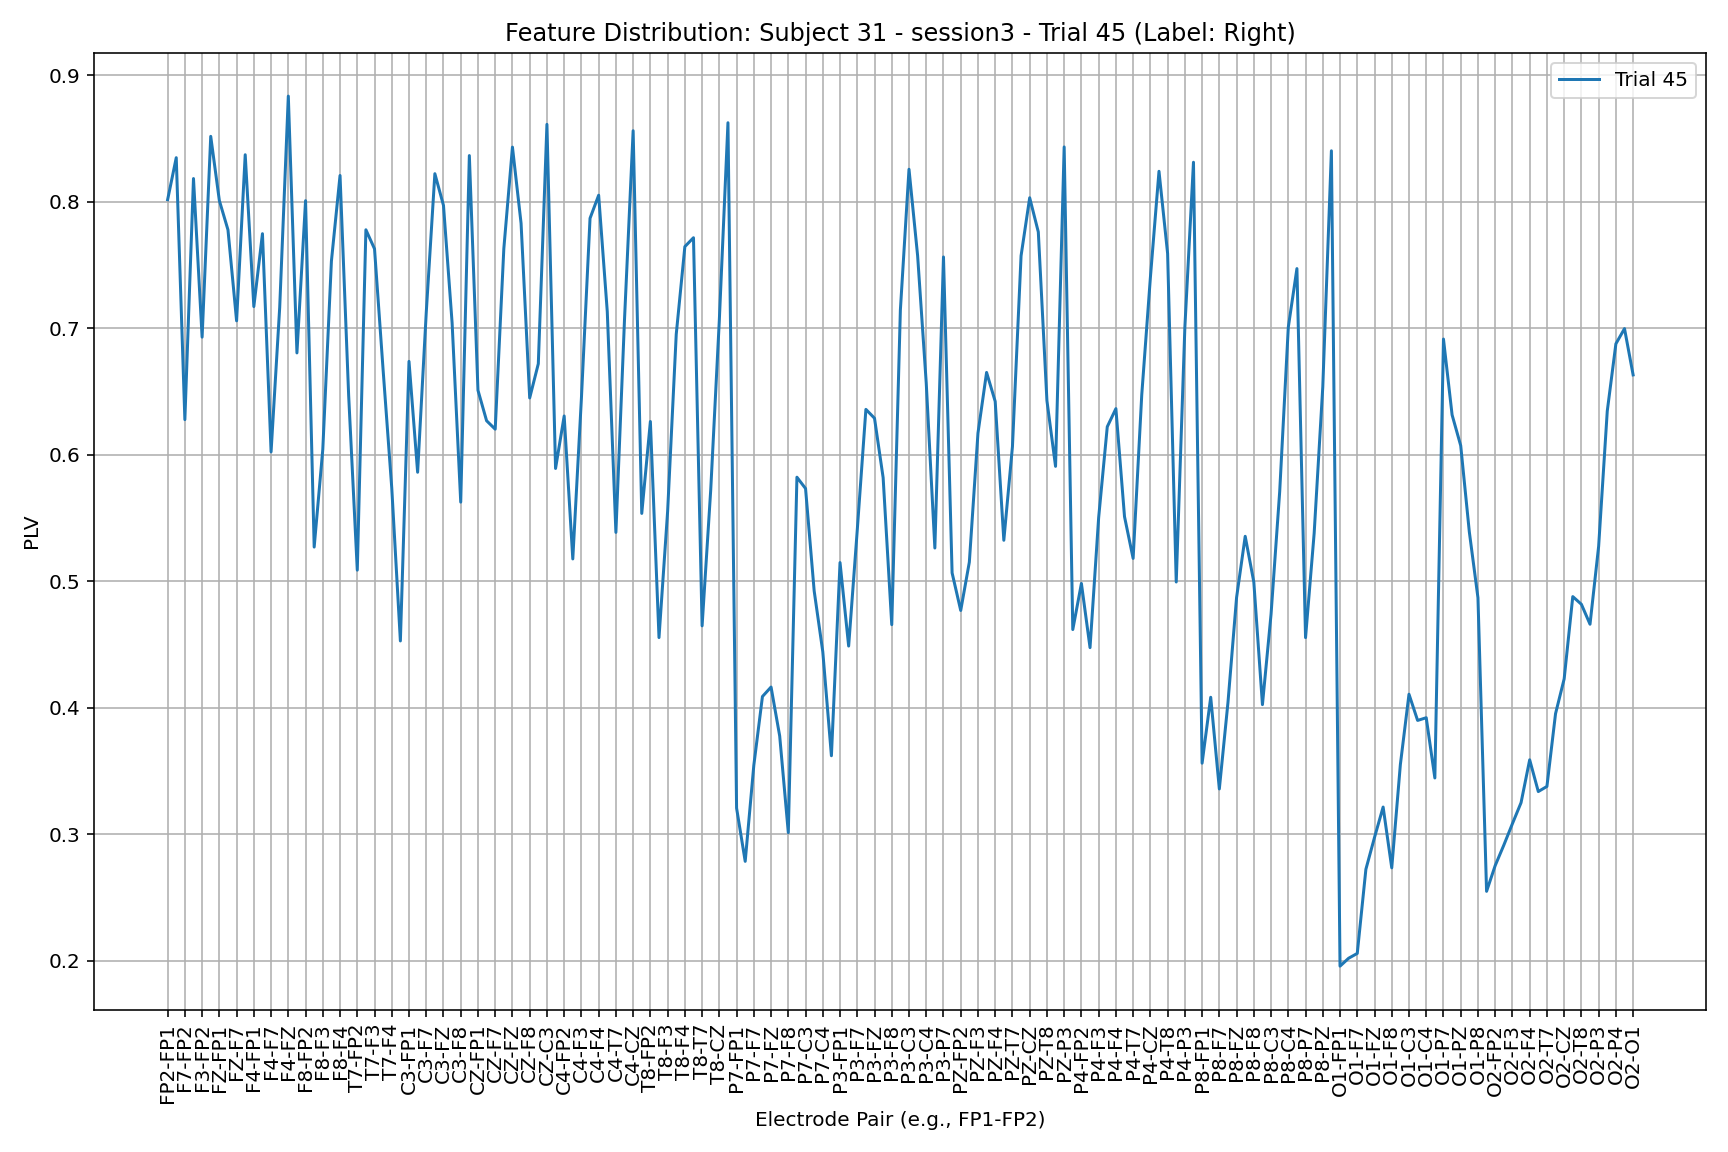 Feature Distribution: Subject 31 - session3 - Trial 45 (Label: Right)
Trial 45
PLV
0.9
0.8
0.7
0.6
0.5
0.4
0.3
0.2
FP2-FP1
F7-FP2
F3-FP2
FZ-FP1
FZ-F7
F4-FP1
F4-F7
F4-FZ
F8-FP2
F8-F3
F8-F4
T7-FP2
T7-F3
T7-F4
C3-FP1
C3-F7
C3-FZ
C3-F8
CZ-FP1
CZ-F7
CZ-FZ
CZ-F8
CZ-C3
C4-FP2
C4-F3
C4-F4
C4-T7
C4-CZ
T8-FP2
T8-F3
T8-F4
T8-T7
T8-CZ
P7-FP1
P7-F7
P7-FZ
P7-F8
P7-C3
P7-C4
P3-FP1
P3-F7
P3-FZ
P3-F8
P3-C3
P3-C4
P3-P7
PZ-FP2
PZ-F3
PZ-F4
PZ-T7
PZ-CZ
PZ-T8
PZ-P3
P4-FP2
P4-F3
P4-F4
P4-T7
P4-CZ
P4-T8
P4-P3
P8-FP1
P8-F7
P8-FZ
P8-F8
P8-C3
P8-C4
P8-P7
P8-PZ
O1-FP1
O1-F7
O1-FZ
O1-F8
O1-C3
O1-C4
O1-P7
O1-PZ
O1-P8
O2-FP2
O2-F3
O2-F4
O2-T7
O2-CZ
O2-T8
O2-P3
O2-P4
O2-O1
Electrode Pair (e.g., FP1-FP2)